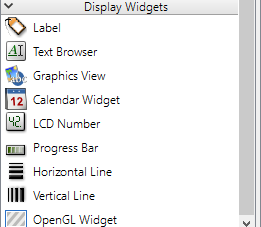 Display Widgets
Label
Text Browser
Graphics View
Calendar Widget
LCD Number
Progress Bar
Horizontal Line
Vertical Line
OpenGL Widget